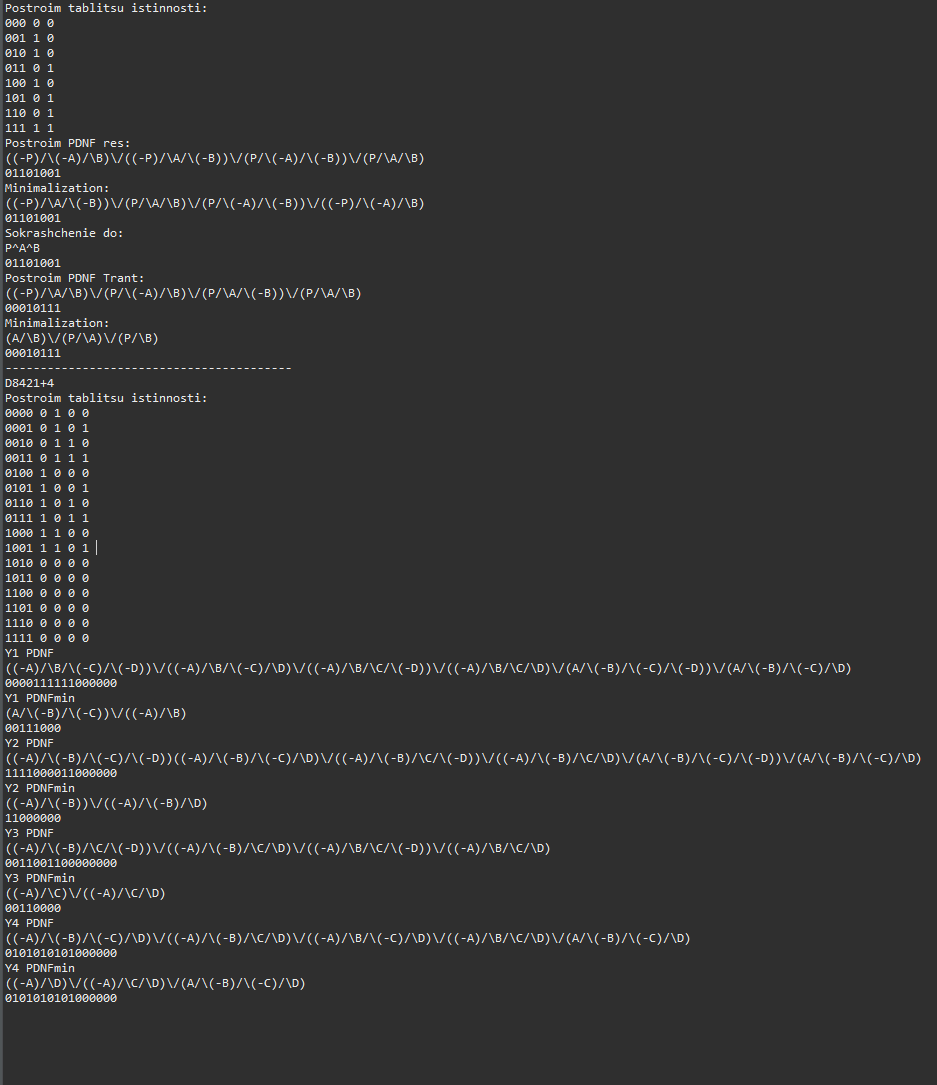 Postroim tablitsu istinnosti:
000 0 0
001 1 0
010 1 0
011 0 1
100 1 0
101 0 1
110 0 1
111 1 1
Postroim PDNF res:
((-P)/\(-A)/\B)\/((-P)/\A/\(-B))\/(P/\(-A)/\(-B))\/(P/\A/\B)
01101001
Minimalization:
((-P)/\A/\(-B))\/(P/\A/\B)\/(P/\(-A)/\(-B))\/((-P)/\(-A)/\B)
01101001
Sokrashchenie do:
P^A^B
01101001
Postroim PDNF Trant:
((-P)/\A/\B)\/(P/\(-A)/\B)\/(P/\A/\(-B))\/(P/\A/\B)
00010111
Minimalization:
(A/\B)\/(P/\A)\/(P/\B)
00010111
-----------------------------------------
D8421+4
Postroim tablitsu istinnosti:
0000 0 1 0 0
0001 0 1 0 1
0010 0 1 1 0
0011 0 1 1 1
0100 1 0 0 0
0101 1 0 0 1
0110 1 0 1 0
0111 1 0 1 1
1000 1 1 0 0
1001 1 1 0 1
1010 0 0 0 0
1011 0 0 0 0
1100 0 0 0 0
1101 0 0 0 0
1110 0 0 0 0
1111 0 0 0 0
Y1 PDNF
((-A)/\B/\(-C)/\(-D))\/((-A)/\B/\(-C)/\D)\/((-A)/\B/\C/\(-D))\/((-A)/\B/\C/\D)\/(A/\(-B)/\(-C)/\(-D))\/(A/\(-B)/\(-C)/\D)
0000111111000000
Y1 PDNFmin
(A/\(-B)/\(-C))\/((-A)/\B)
00111000
Y2 PDNF
((-A)/\(-B)/\(-C)/\(-D))((-A)/\(-B)/\(-C)/\D)\/((-A)/\(-B)/\C/\(-D))\/((-A)/\(-B)/\C/\D)\/(A/\(-B)/\(-C)/\(-D))\/(A/\(-B)/\(-C)/\D)
1111000011000000
Y2 PDNFmin
((-A)/\(-B))\/((-A)/\(-B)/\D)
11000000
Y3 PDNF
((-A)/\(-B)/\C/\(-D))\/((-A)/\(-B)/\C/\D)\/((-A)/\B/\C/\(-D))\/((-A)/\B/\C/\D)
0011001100000000
Y3 PDNFmin
((-A)/\C)\/((-A)/\C/\D)
00110000
Y4 PDNF
((-A)/\(-B)/\(-C)/\D)\/((-A)/\(-B)/\C/\D)\/((-A)/\B/\(-C)/\D)\/((-A)/\B/\C/\D)\/(A/\(-B)/\(-C)/\D)
0101010101000000
Y4 PDNFmin
((-A)/\D)\/((-A)/\C/\D)\/(A/\(-B)/\(-C)/\D)
0101010101000000